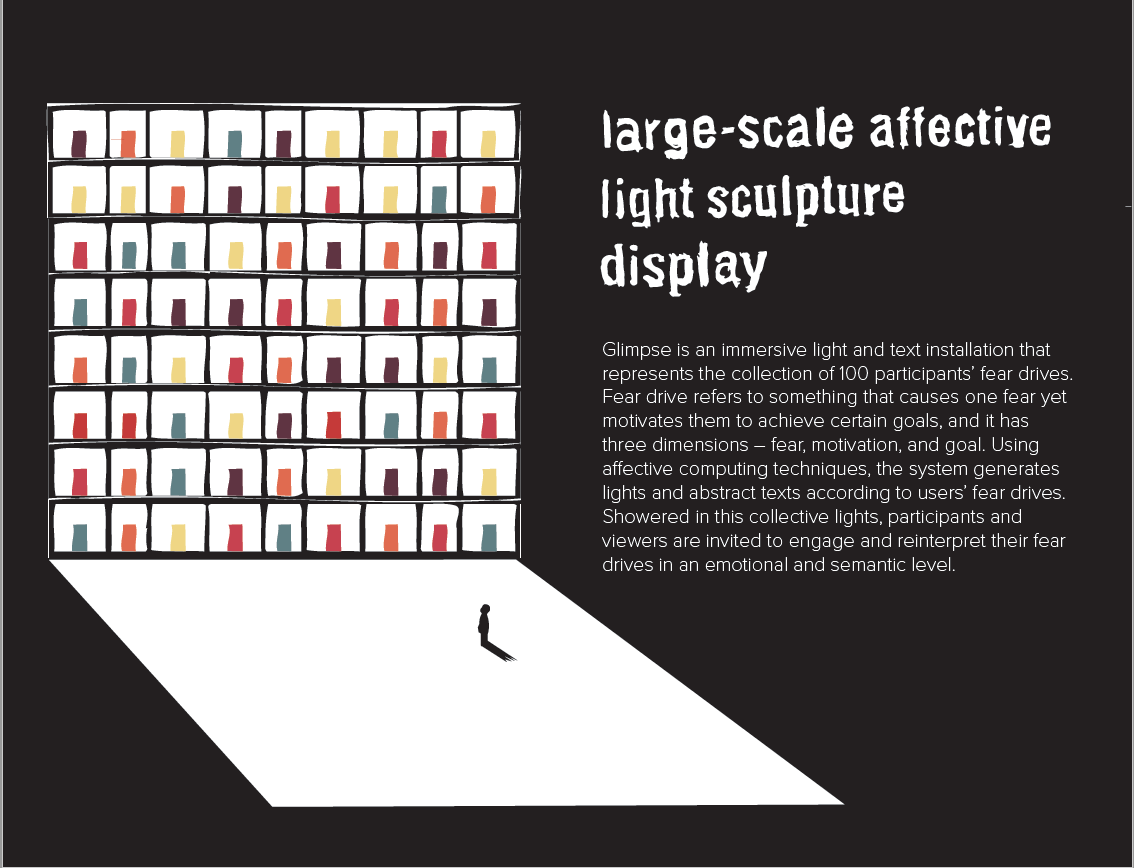 large-scale affective
light sculpture
display
Glimpse is an immersive light and text installation that
represents the collection of 100 participants’ fear drives.
Fear drive refers to something that causes one fear yet
motivates them to achieve certain goals, and it has
three dimensions – fear, motivation, and goal. Using
affective computing techniques, the system generates
lights and abstract texts according to users’ fear drives.
Showered in this collective lights, participants and
viewers are invited to engage and reinterpret their fear
drives in an emotional and semantic level.